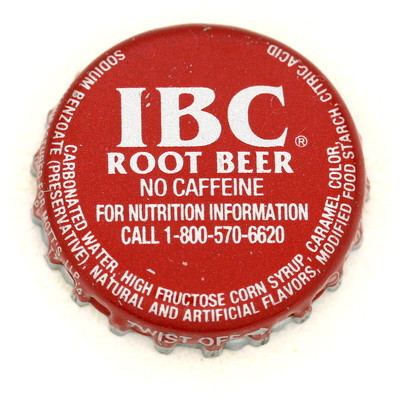 IBC®
ROOT BEER
NO CAFFEINE
FOR NUTRITION INFORMATION
CALL 1-800-570-6620
CARBONATED WATER, HIGH FRUCTOSE CORN SYRUP, CARAMEL COLOR,
SODIUM BENZOATE (PRESERVATIVE), NATURAL AND ARTIFICIAL FLAVORS, MODIFIED FOOD STARCH, CITRIC ACID
TWIST OFF